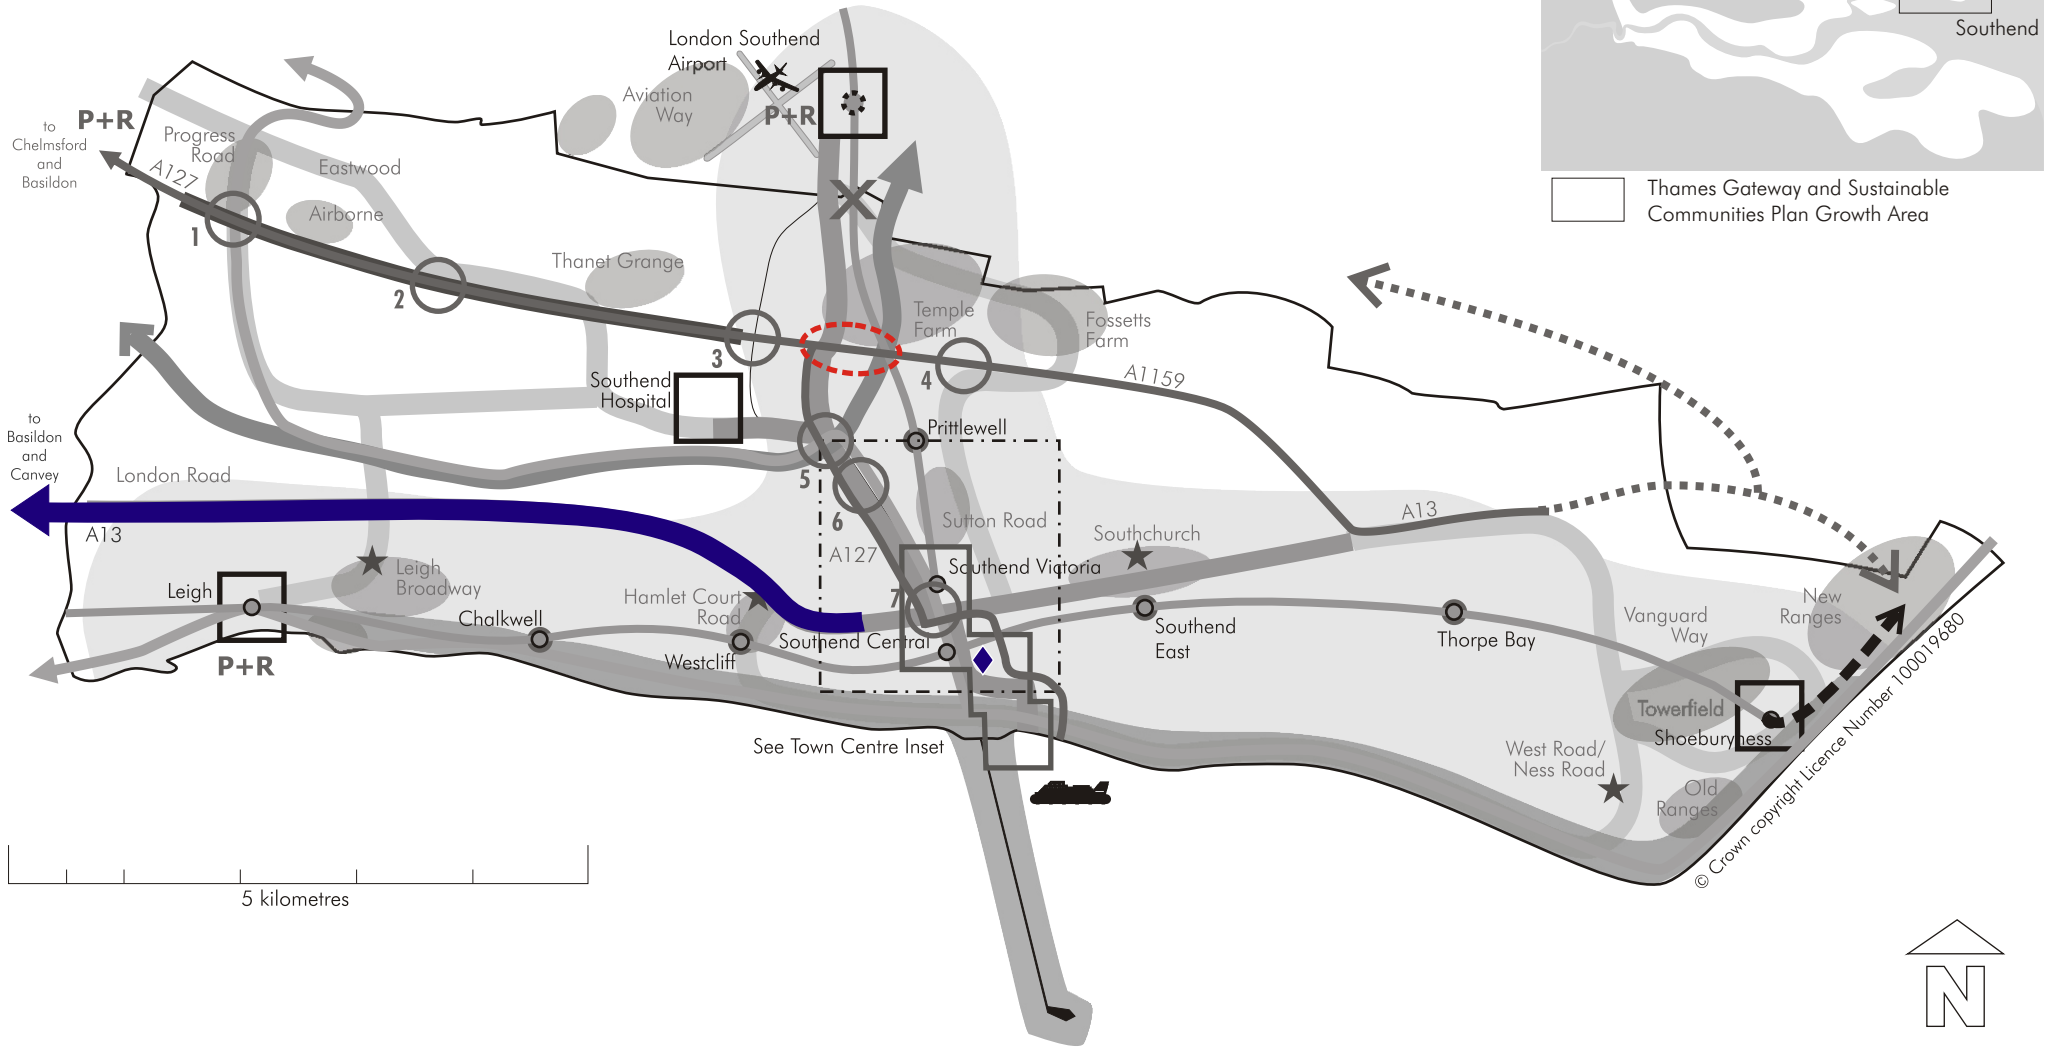 London Southend
Airport
Southend
Aviation
Way
P+R
P+R
to
Chelmsford
and
Basildon
Progress
Road
A127
Eastwood
Airborne
Thames Gateway and Sustainable
Communities Plan Growth Area
1
2
Thanet Grange
3
Temple
Farm
Fossetts
Farm
4
A1159
Southend
Hospital
to
Basildon
and
Canvey
Prittlewell
London Road
5
6
A13
A13
Sutton Road
A127
Southchurch
Leigh
Broadway
Southend Victoria
Leigh
Hamlet Court
Road
7
Chalkwell
Southend Central
Westcliff
Southend
East
Thorpe Bay
Vanguard
Way
New
Ranges
P+R
Towerfield
Shoeburyness
See Town Centre Inset
West Road/
Ness Road
Old
Ranges
© Crown copyright Licence Number 100019680
5 kilometres
N